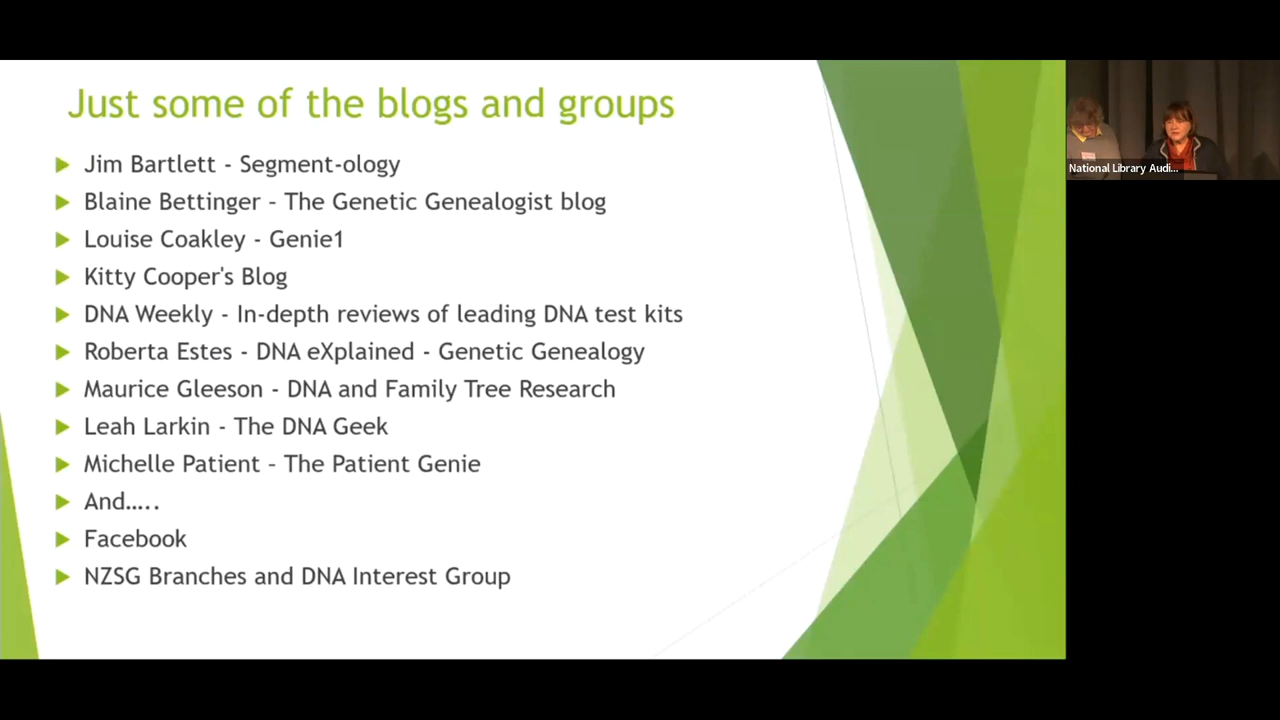 Just some of the blogs and groups
Jim Bartlett - Segment-ology
Blaine Bettinger – The Genetic Genealogist blog
Louise Coakley - Genie1
Kitty Cooper's Blog
DNA Weekly - In-depth reviews of leading DNA test kits
Roberta Estes - DNA eXplained - Genetic Genealogy
Maurice Gleeson - DNA and Family Tree Research
Leah Larkin - The DNA Geek
Michelle Patient – The Patient Genie
And.....
Facebook
NZSG Branches and DNA Interest Group
National Library Audi...